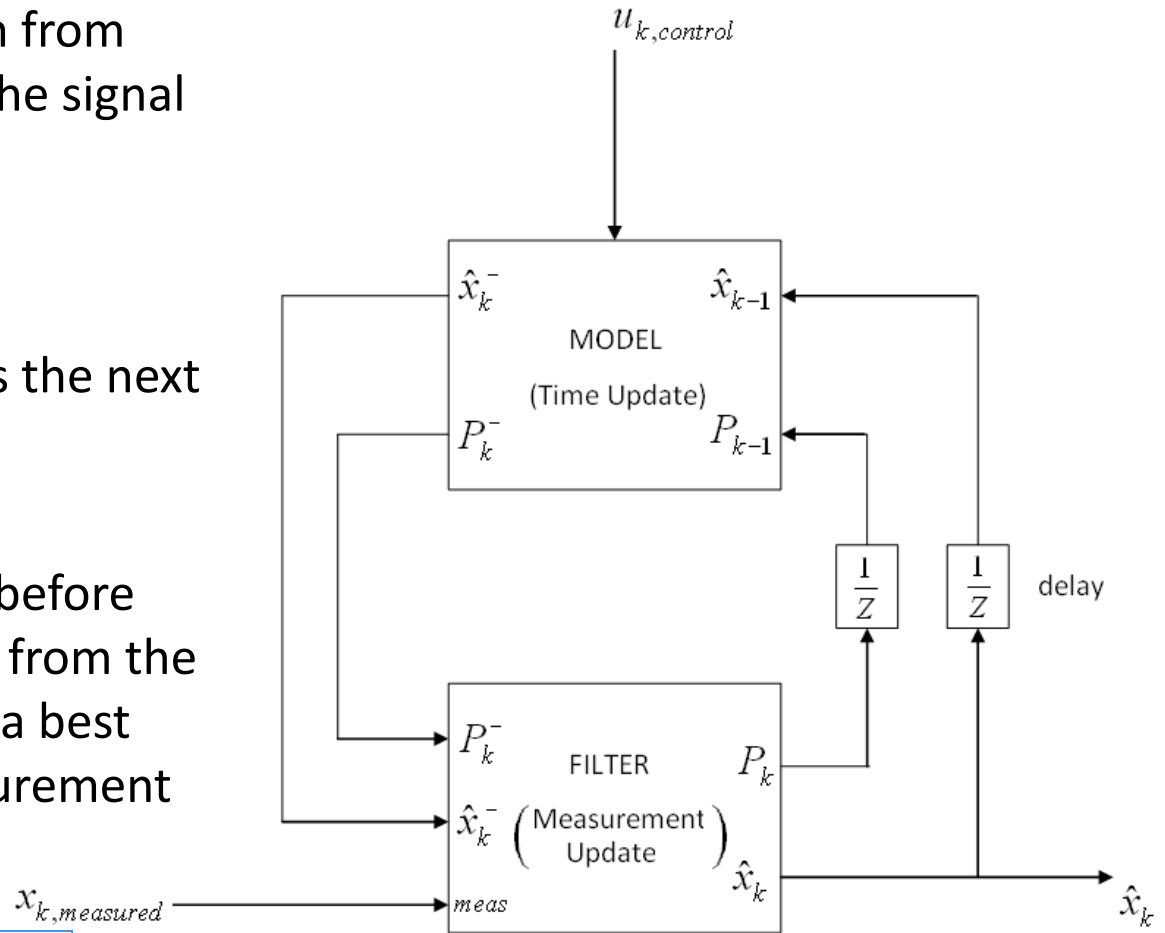 n from
he signal
s the next
before
from the
a best
urement
u_{k,control}
x̂_k^- x̂_{k−1}
MODEL
(Time Update)
P_k^- P_{k−1}
1/Z 1/Z delay
P_k^- FILTER P_k
x̂_k^- (Measurement
Update) x̂_k
x_{k,measured} meas x̂_k